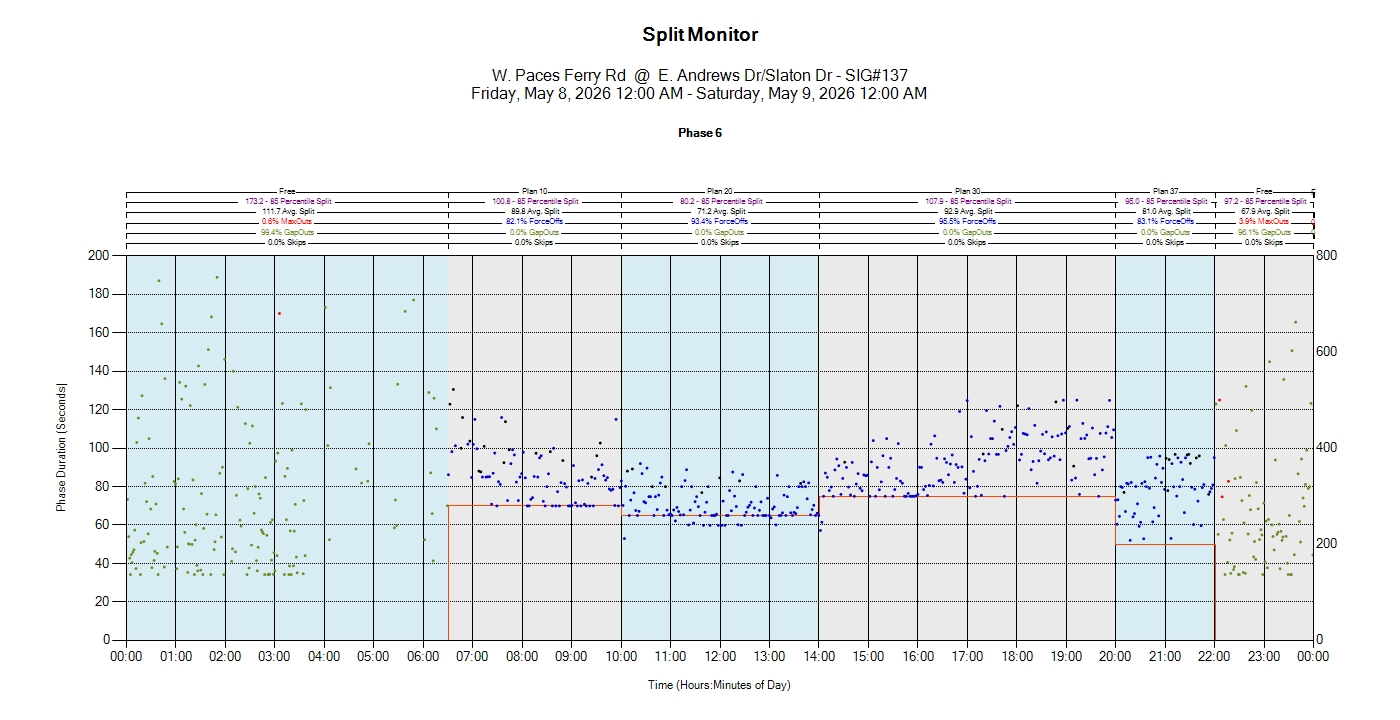 Split Monitor
W. Paces Ferry Rd @ E. Andrews Dr/Slaton Dr - SIG#137
Friday, May 8, 2026 12:00 AM - Saturday, May 9, 2026 12:00 AM
Phase 6
Free Plan 10 Plan 20 Plan 30 Plan 37 Free F
173.2 - 85 Percentile Split 100.8 - 85 Percentile Split 80.2 - 85 Percentile Split 107.9 - 85 Percentile Split 95.0 - 85 Percentile Split 97.2 - 85 Percentile Split
111.7 Avg. Split 89.8 Avg. Split 71.2 Avg. Split 92.9 Avg. Split 81.0 Avg. Split 67.9 Avg. Split
0.6% MaxOuts 82.1% ForceOffs 93.4% ForceOffs 95.5% ForceOffs 83.1% ForceOffs 3.9% MaxOuts
99.4% GapOuts 0.0% GapOuts 0.0% GapOuts 0.0% GapOuts 0.0% GapOuts 96.1% GapOuts
0.0% Skips 0.0% Skips 0.0% Skips 0.0% Skips 0.0% Skips 0.0% Skips
200 800
180
160
600
140
120
100 400
80
60
200
40
20
0 0
Phase Duration (Seconds)
00:00 01:00 02:00 03:00 04:00 05:00 06:00 07:00 08:00 09:00 10:00 11:00 12:00 13:00 14:00 15:00 16:00 17:00 18:00 19:00 20:00 21:00 22:00 23:00 00:00
Time (Hours:Minutes of Day)